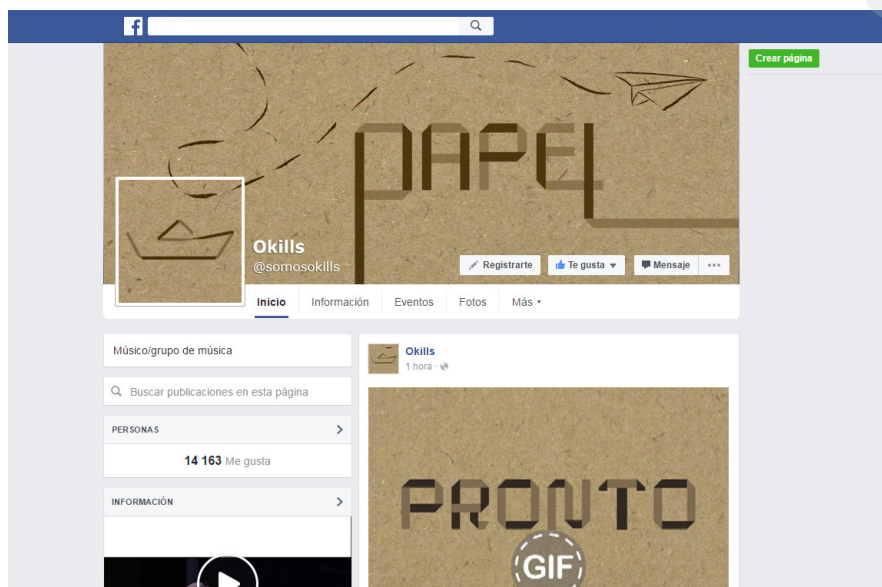 f
Crear página
PAPEL
Okills
@somosokills
Registrarte
Te gusta
Mensaje
Inicio Información Eventos Fotos Más
Músico/grupo de música
Okills
1 hora
Buscar publicaciones en esta página
PERSONAS
14 163 Me gusta
INFORMACIÓN
PRONTO
GIF